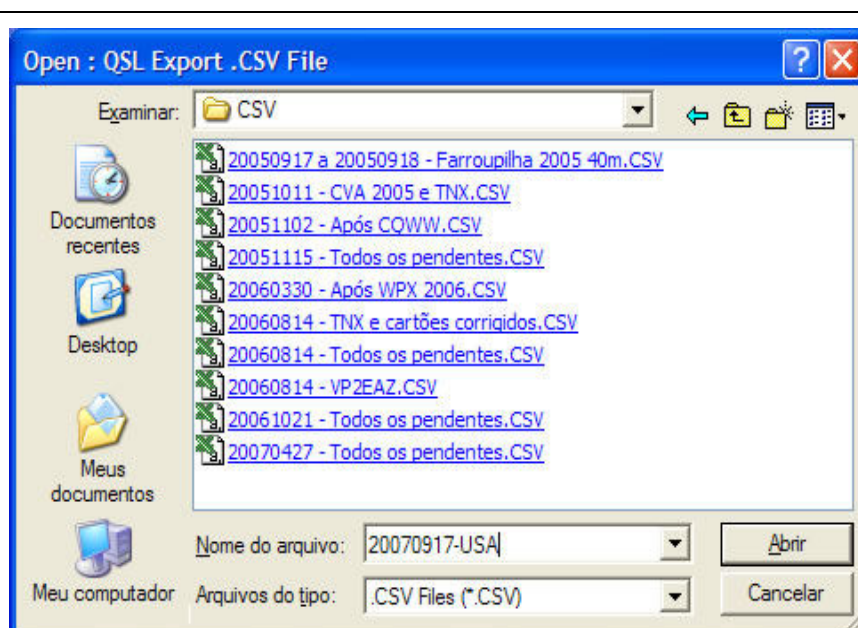 Open : QSL Export .CSV File
Examinar:
CSV
20050917 a 20050918 - Farroupilha 2005 40m.CSV
20051011 - CVA 2005 e TNX.CSV
20051102 - Após CQWW.CSV
20051115 - Todos os pendentes.CSV
20060330 - Após WPX 2006.CSV
20060814 - TNX e cartões corrigidos.CSV
20060814 - Todos os pendentes.CSV
20060814 - VP2EAZ.CSV
20061021 - Todos os pendentes.CSV
20070427 - Todos os pendentes.CSV
Documentos
recentes
Desktop
Meus
documentos
Meu computador
Nome do arquivo:
20070917-USA
Abrir
Arquivos do tipo:
.CSV Files (*.CSV)
Cancelar